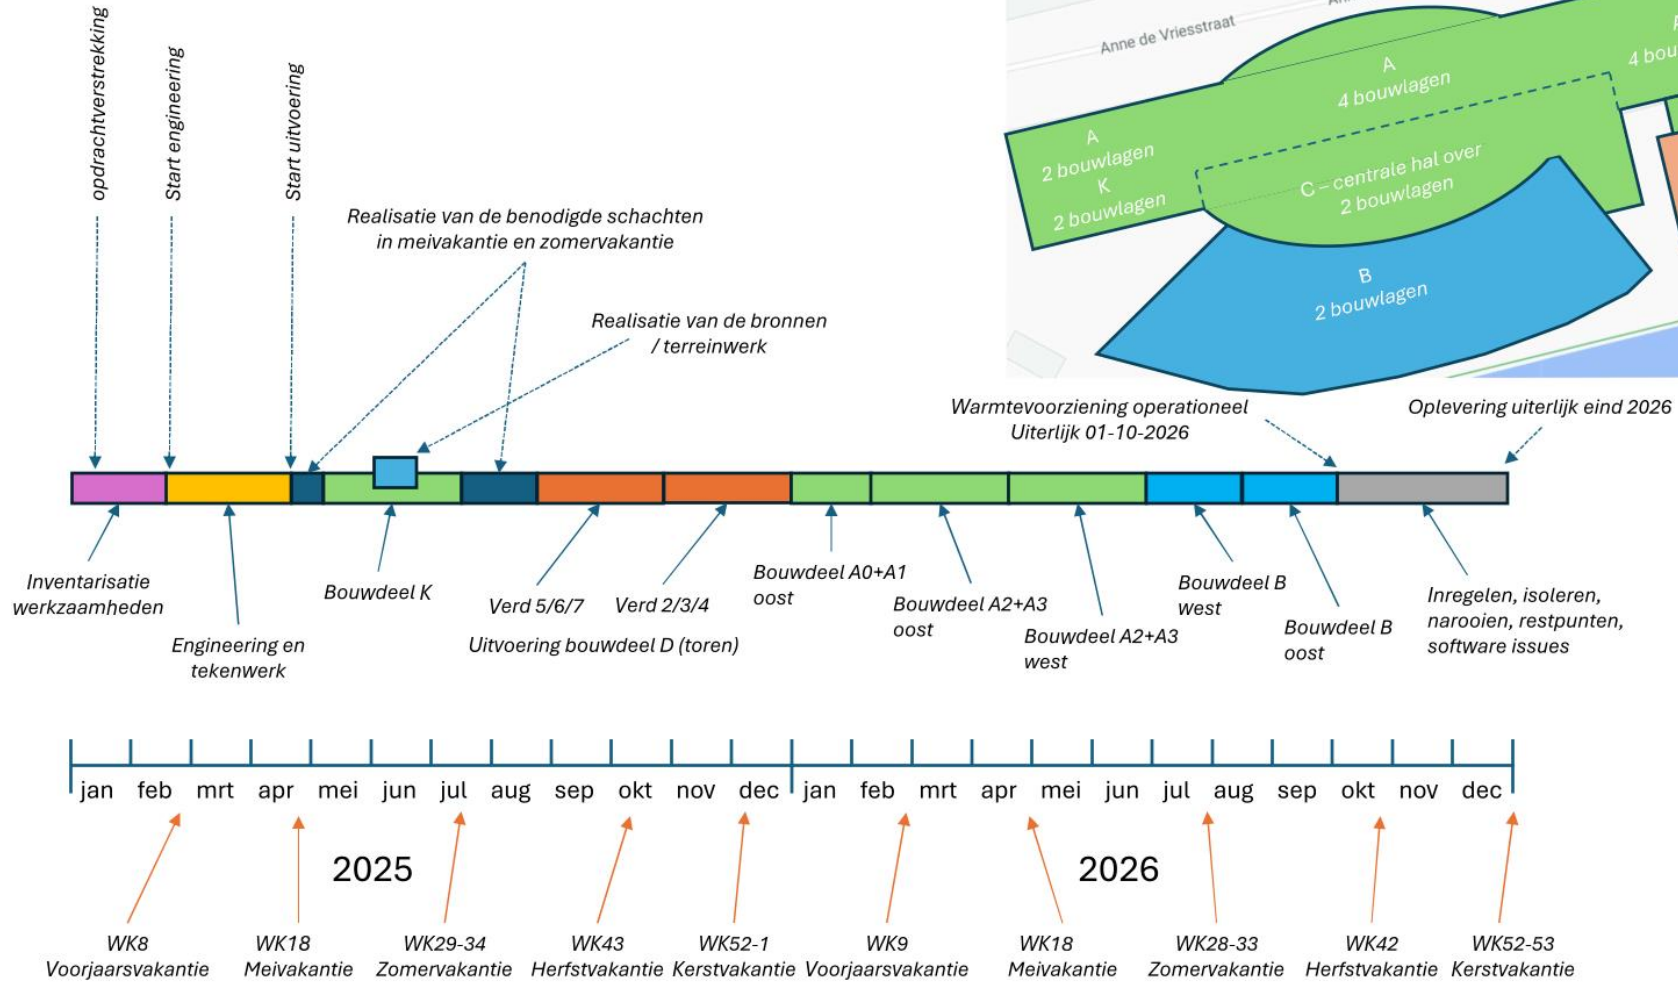 opdrachtverstrekking
Start engineering
Start uitvoering
Realisatie van de benodigde schachten
in meivakantie en zomervakantie
Realisatie van de bronnen
/ terreinwerk
Anne de Vriesstraat
A
4 bouwlagen
4 bou
A
2 bouwlagen
K
2 bouwlagen
C – centrale hal over
2 bouwlagen
B
2 bouwlagen
Warmtevoorziening operationeel
Uiterlijk 01-10-2026
Oplevering uiterlijk eind 2026
Inventarisatie
werkzaamheden
Engineering en
tekenwerk
Bouwdeel K
Verd 5/6/7
Verd 2/3/4
Uitvoering bouwdeel D (toren)
Bouwdeel A0+A1
oost
Bouwdeel A2+A3
oost
Bouwdeel A2+A3
west
Bouwdeel B
west
Bouwdeel B
oost
Inregelen, isoleren,
narooien, restpunten,
software issues
jan feb mrt apr mei jun jul aug sep okt nov dec jan feb mrt apr mei jun jul aug sep okt nov dec
2025
2026
WK8
Voorjaarsvakantie
WK18
Meivakantie
WK29-34
Zomervakantie
WK43
Herfstvakantie
WK52-1
Kerstvakantie
WK9
Voorjaarsvakantie
WK18
Meivakantie
WK28-33
Zomervakantie
WK42
Herfstvakantie
WK52-53
Kerstvakantie